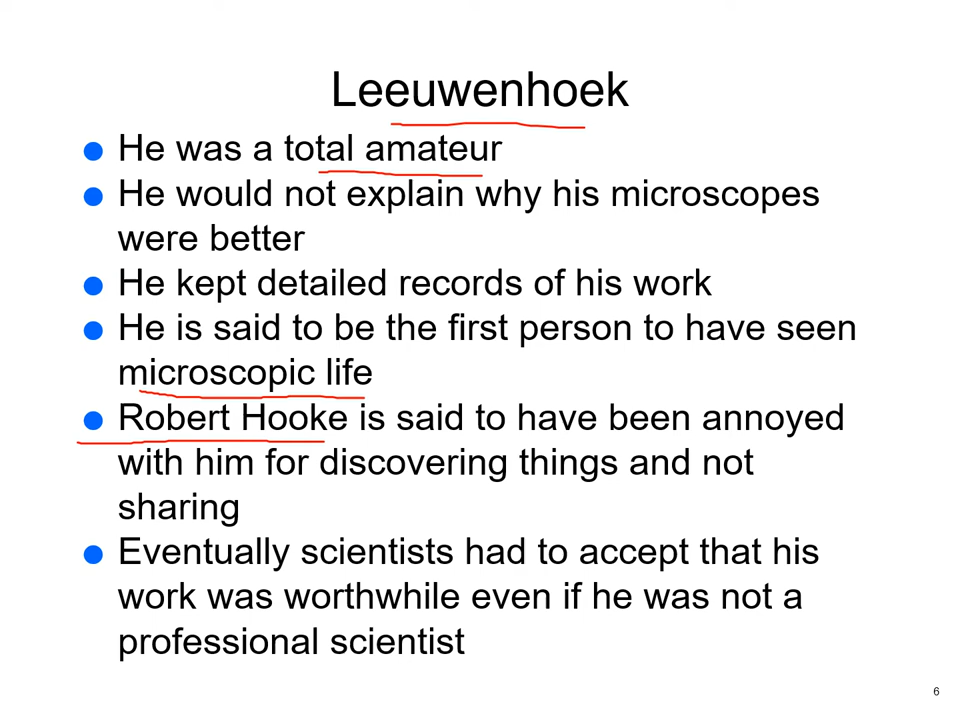 Leeuwenhoek
● He was a total amateur
● He would not explain why his microscopes
were better
● He kept detailed records of his work
● He is said to be the first person to have seen
microscopic life
● Robert Hooke is said to have been annoyed
with him for discovering things and not
sharing
● Eventually scientists had to accept that his
work was worthwhile even if he was not a
professional scientist
6